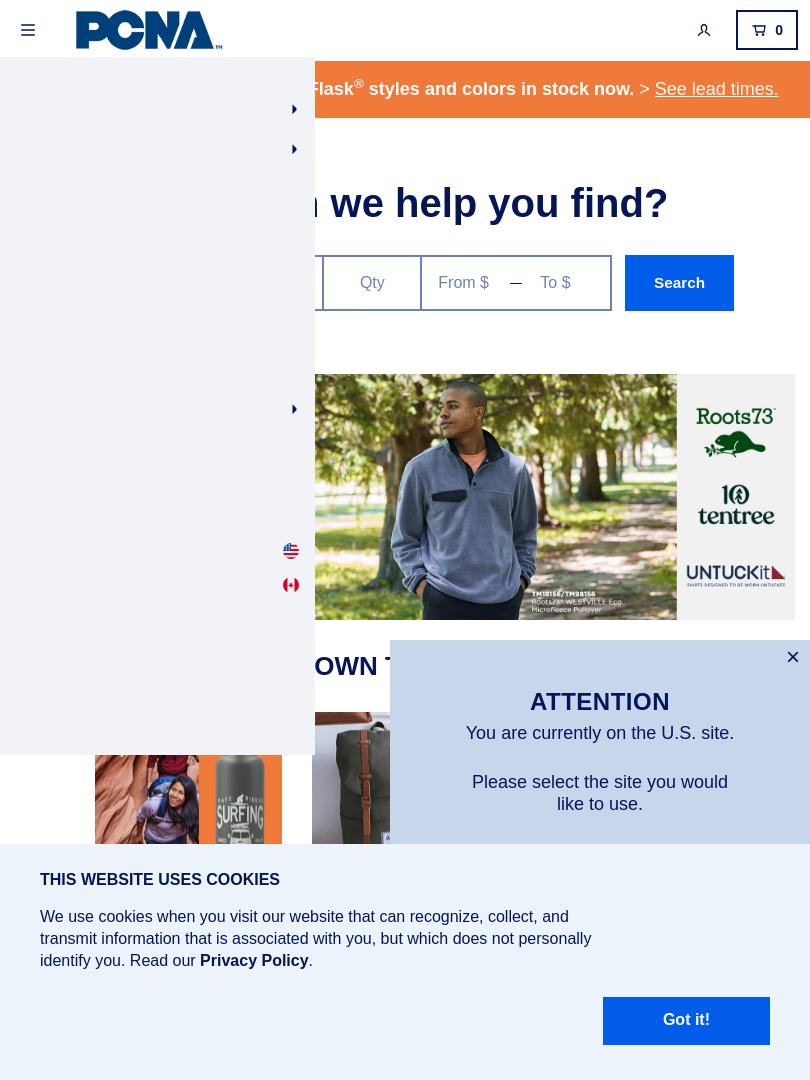 PCNA™
0
Flask® styles and colors in stock now. > See lead times.
we help you find?
Qty
From $
To $
Search
Roots73
10
tentree
UNTUCKit
SHIRTS DESIGNED TO BE WORN UNTUCKED
TM18156/TM98156
Roots73® WESTVILLE Eco
Microfleece Pullover
OWN
ATTENTION
You are currently on the U.S. site.
Please select the site you would
like to use.
SURFING
THIS WEBSITE USES COOKIES
We use cookies when you visit our website that can recognize, collect, and
transmit information that is associated with you, but which does not personally
identify you. Read our Privacy Policy.
Got it!